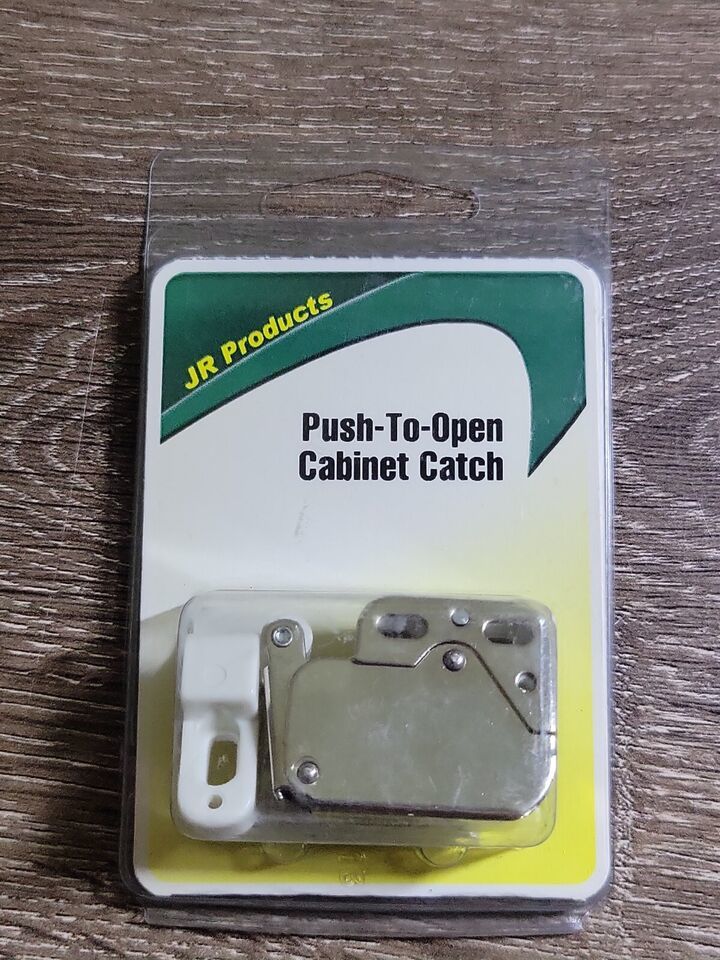 JR Products
Push-To-Open
Cabinet Catch